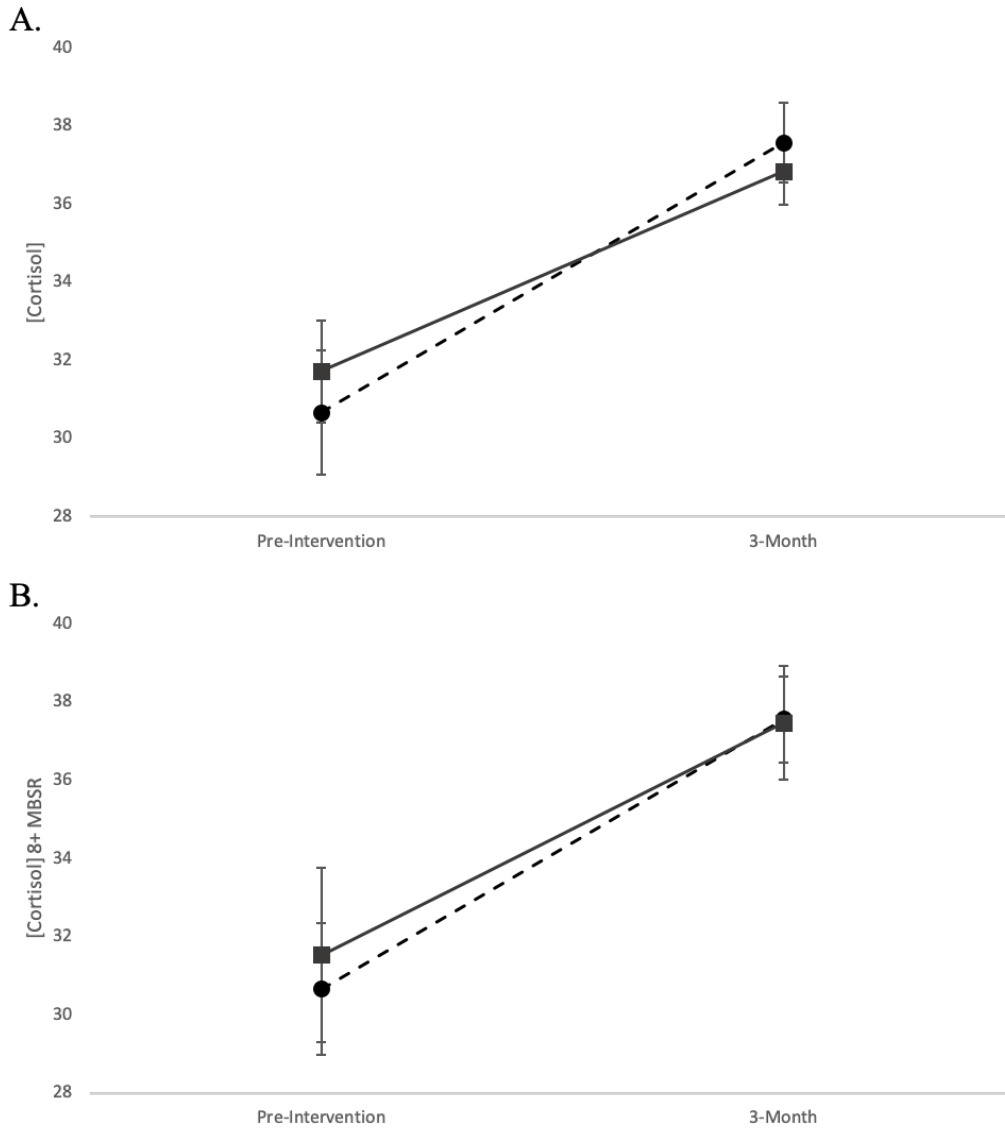 A.
40
38
36
34
32
30
28
[Cortisol]
Pre-Intervention
3-Month
B.
40
38
36
34
32
30
28
[Cortisol] 8+ MBSR
Pre-Intervention
3-Month